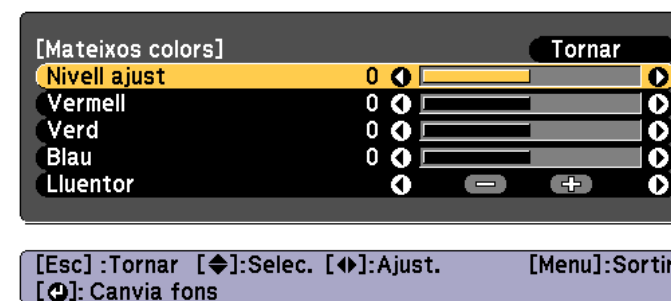 [Mateixos colors] Tornar
Nivell ajust 0
Vermell 0
Verd 0
Blau 0
Lluentor
[Esc] :Tornar []:Selec. []:Ajust. [Menu]:Sortir
[]: Canvia fons